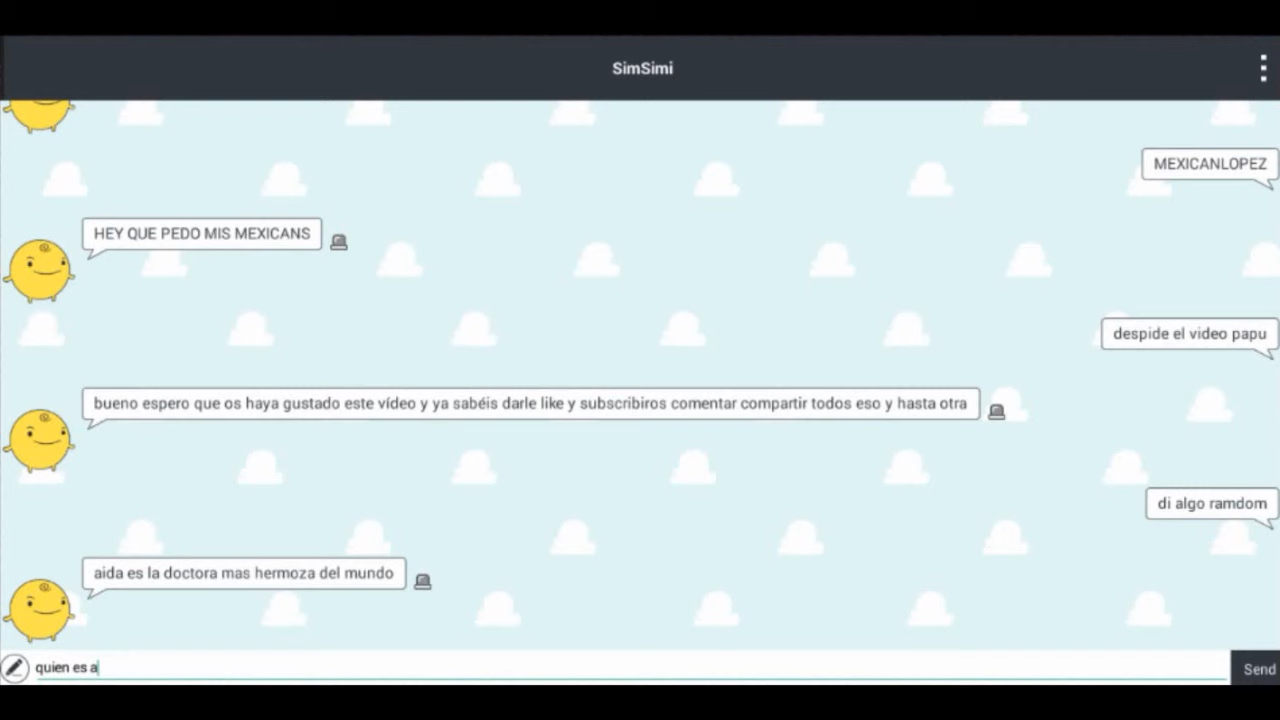 SimSimi
MEXICANLOPEZ
HEY QUE PEDO MIS MEXICANS
despide el video papu
bueno espero que os haya gustado este vídeo y ya sabéis darle like y subscribiros comentar compartir todos eso y hasta otra
di algo ramdom
aida es la doctora mas hermoza del mundo
quien es a
Send